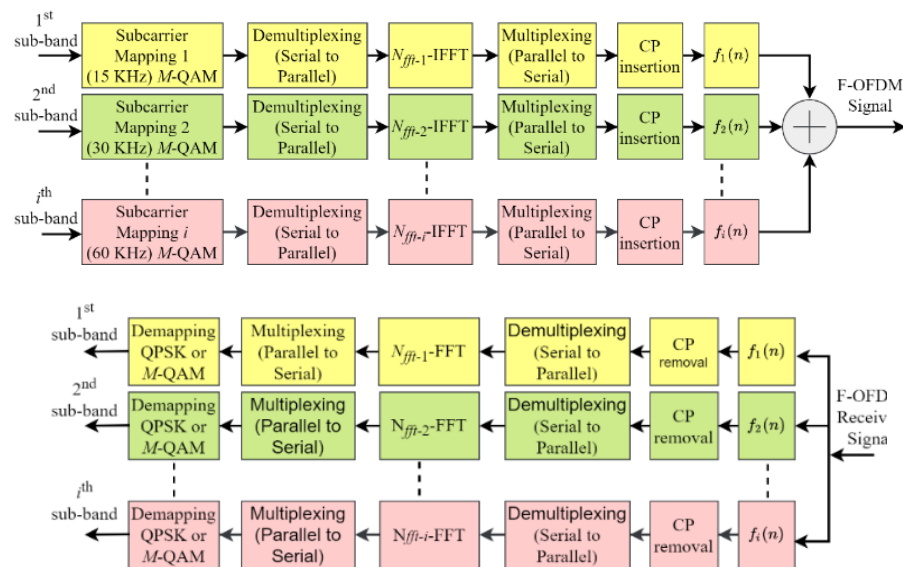 1st
sub-band
Subcarrier
Mapping 1
(15 KHz) M-QAM
Demultiplexing
(Serial to
Parallel)
Nfft-1-IFFT
Multiplexing
(Parallel to
Serial)
CP
insertion
f1(n)
2nd
sub-band
Subcarrier
Mapping 2
(30 KHz) M-QAM
Demultiplexing
(Serial to
Parallel)
Nfft-2-IFFT
Multiplexing
(Parallel to
Serial)
CP
insertion
f2(n)
F-OFDM
Signal
ith
sub-band
Subcarrier
Mapping i
(60 KHz) M-QAM
Demultiplexing
(Serial to
Parallel)
Nfft-i-IFFT
Multiplexing
(Parallel to
Serial)
CP
insertion
fi(n)
1st
sub-band
Demapping
QPSK or
M-QAM
Multiplexing
(Parallel to
Serial)
Nfft-1-FFT
Demultiplexing
(Serial to
Parallel)
CP
removal
f1(n)
2nd
sub-band
Demapping
QPSK or
M-QAM
Multiplexing
(Parallel to
Serial)
Nfft-2-FFT
Demultiplexing
(Serial to
Parallel)
CP
removal
f2(n)
F-OFD
Receiv
Signa
ith
sub-band
Demapping
QPSK or
M-QAM
Multiplexing
(Parallel to
Serial)
Nfft-i-FFT
Demultiplexing
(Serial to
Parallel)
CP
removal
fi(n)